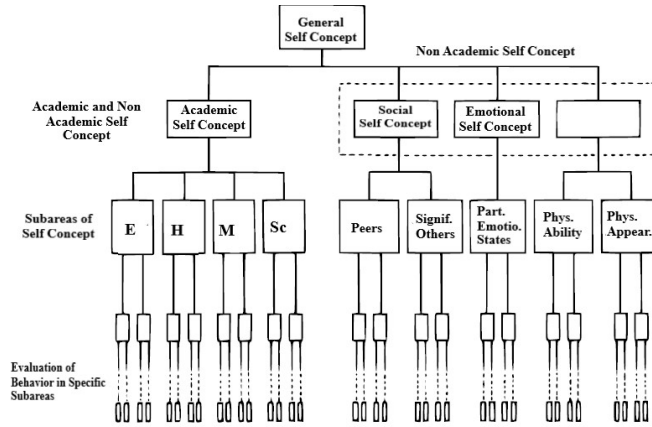 General
Self Concept
Non Academic Self Concept
Academic and Non
Academic Self
Concept
Academic
Self Concept
Social
Self Concept
Emotional
Self Concept
Subareas of
Self Concept
E
H
M
Sc
Peers
Signif.
Others
Part.
Emotio.
States
Phys.
Ability
Phys.
Appear.
Evaluation of
Behavior in Specific
Subareas